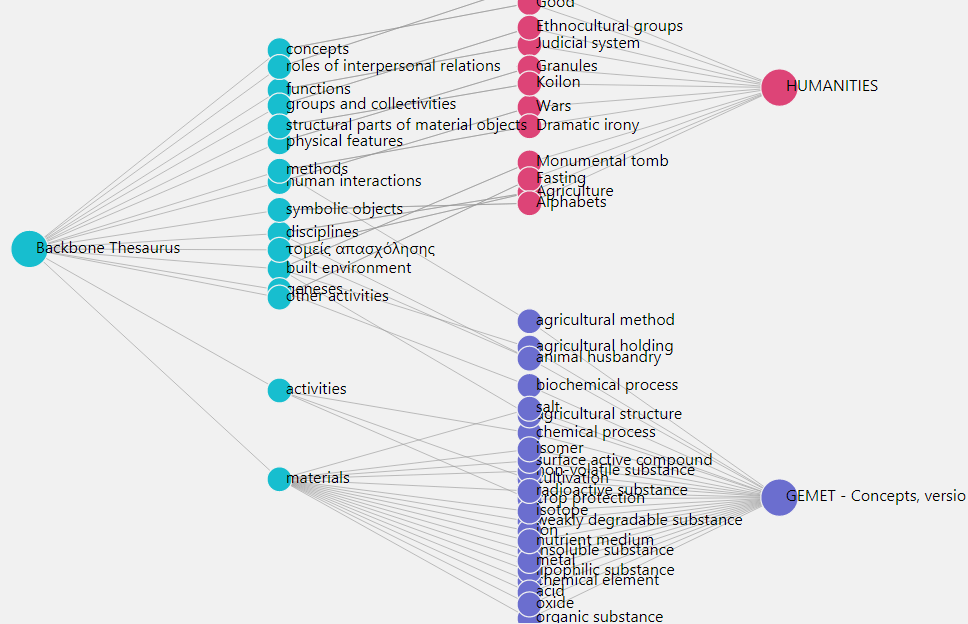 Good
Ethnocultural groups
Judicial system
concepts
roles of interpersonal relations
Granules
Koilon
functions
groups and collectivities
Wars
structural parts of material objects
Dramatic irony
physical features
HUMANITIES
Monumental tomb
methods
human interactions
Fasting
Agriculture
Alphabets
symbolic objects
disciplines
Backbone Thesaurus
τομείς απασχόλησης
built environment
geneses
other activities
agricultural method
agricultural holding
animal husbandry
activities
biochemical process
salt
agricultural structure
chemical process
isomer
surface active compound
non-volatile substance
materials
cultivation
radioactive substance
crop protection
GEMET - Concepts, versio
isotope
weakly degradable substance
ion
nutrient medium
insoluble substance
metal
lipophilic substance
chemical element
acid
oxide
organic substance